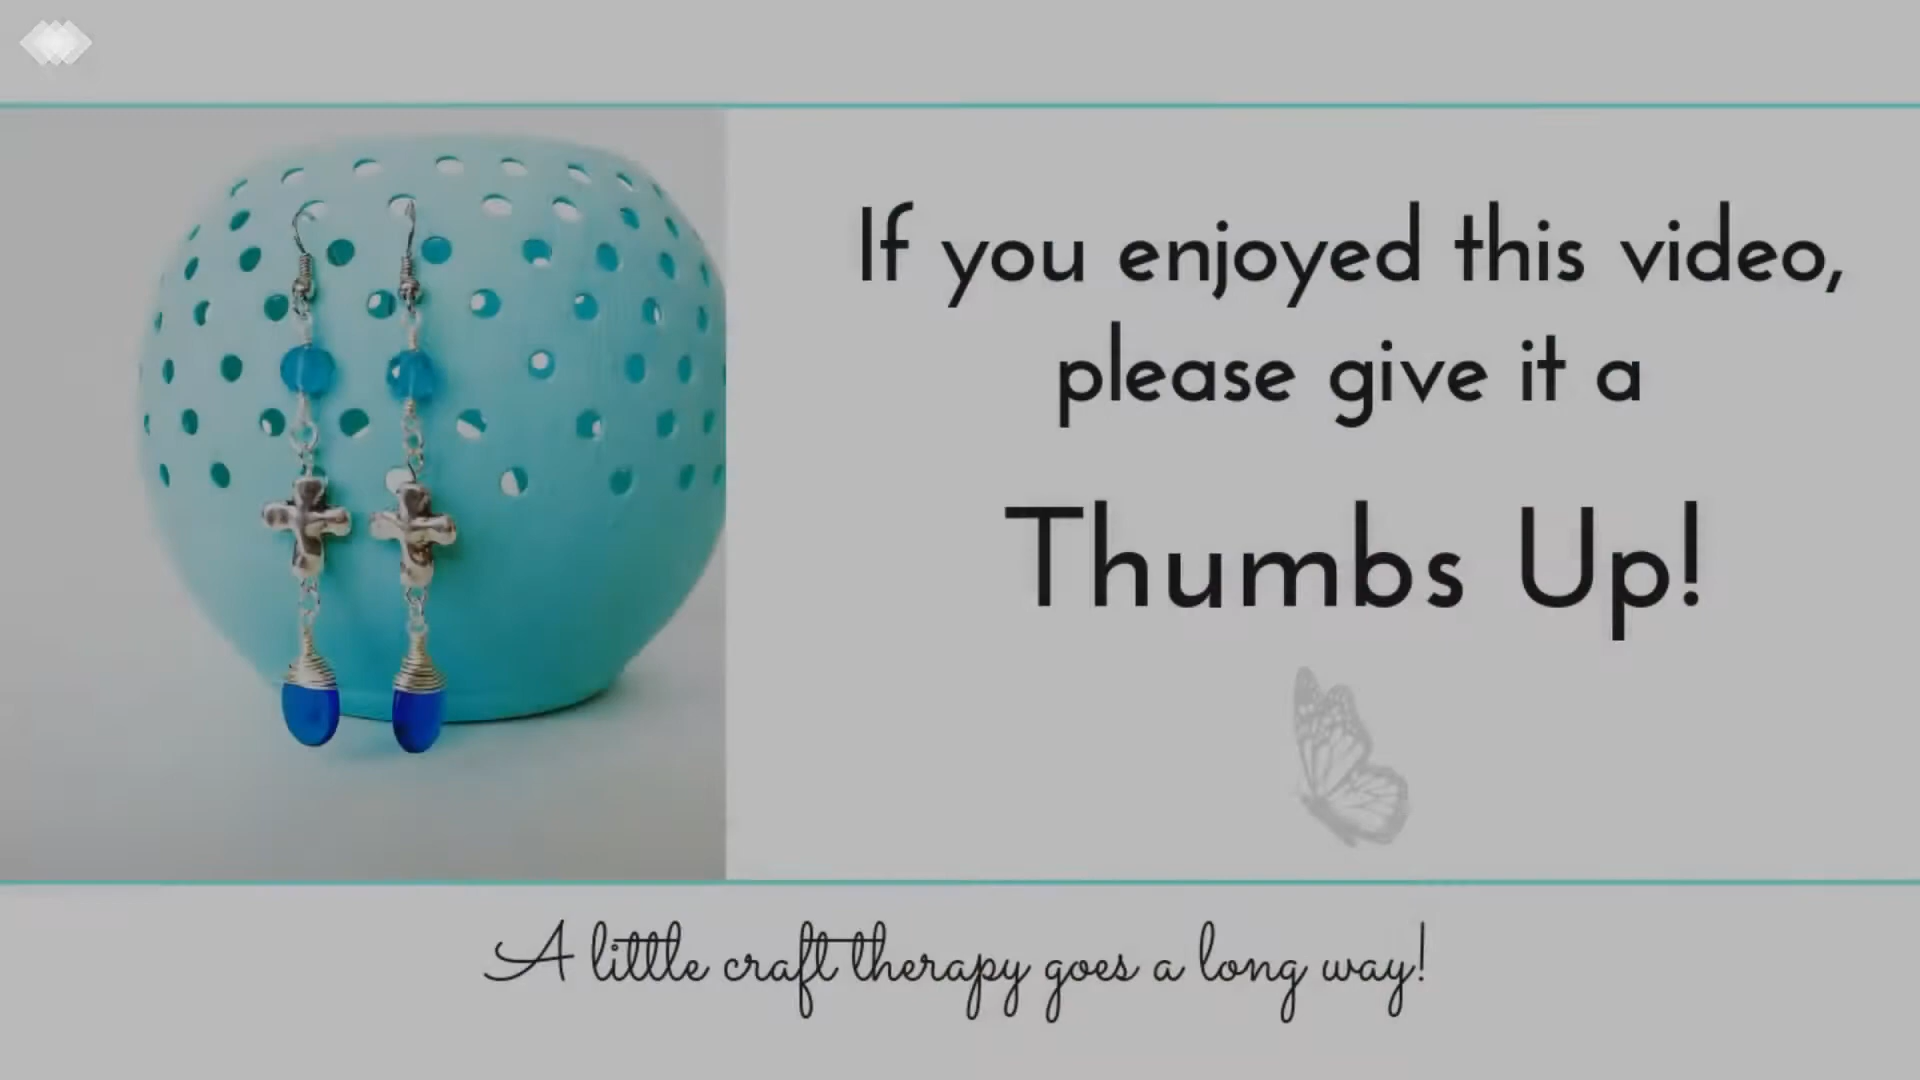 If you enjoyed this video,
please give it a
Thumbs Up!
A little craft therapy goes a long way!